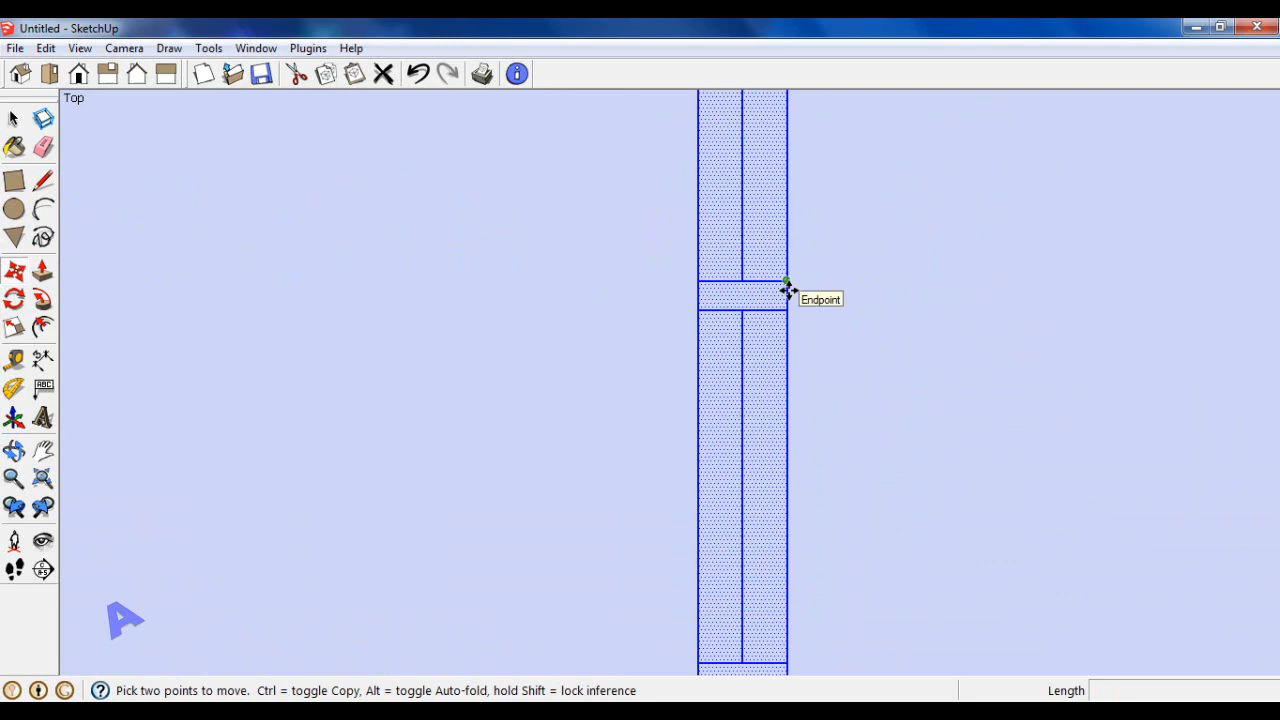 Untitled - SketchUp
File Edit View Camera Draw Tools Window Plugins Help
Top
Endpoint
ABC
A
Pick two points to move. Ctrl = toggle Copy, Alt = toggle Auto-fold, hold Shift = lock inference
Length